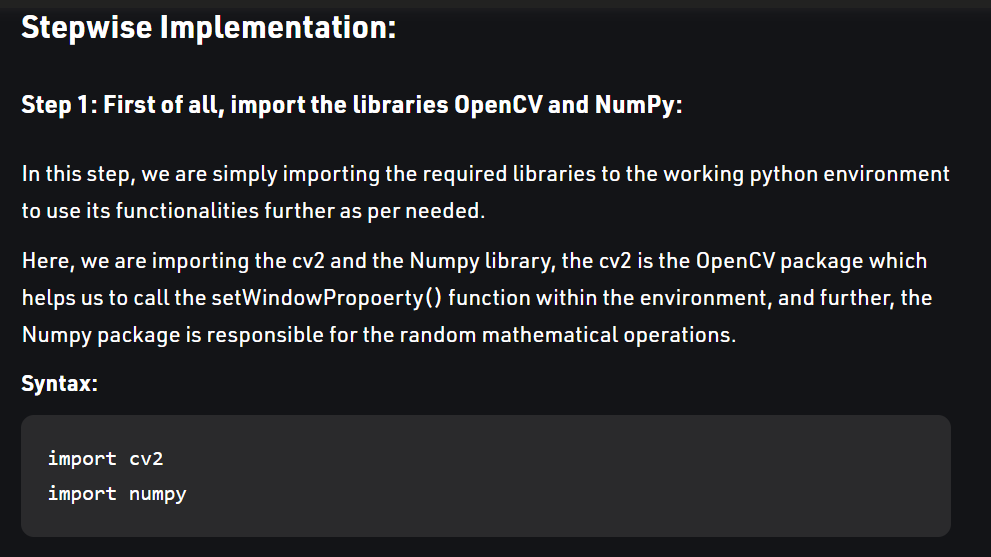 Stepwise Implementation:
Step 1: First of all, import the libraries OpenCV and NumPy:
In this step, we are simply importing the required libraries to the working python environment
to use its functionalities further as per needed.
Here, we are importing the cv2 and the Numpy library, the cv2 is the OpenCV package which
helps us to call the setWindowPropoerty() function within the environment, and further, the
Numpy package is responsible for the random mathematical operations.
Syntax:
import cv2
import numpy